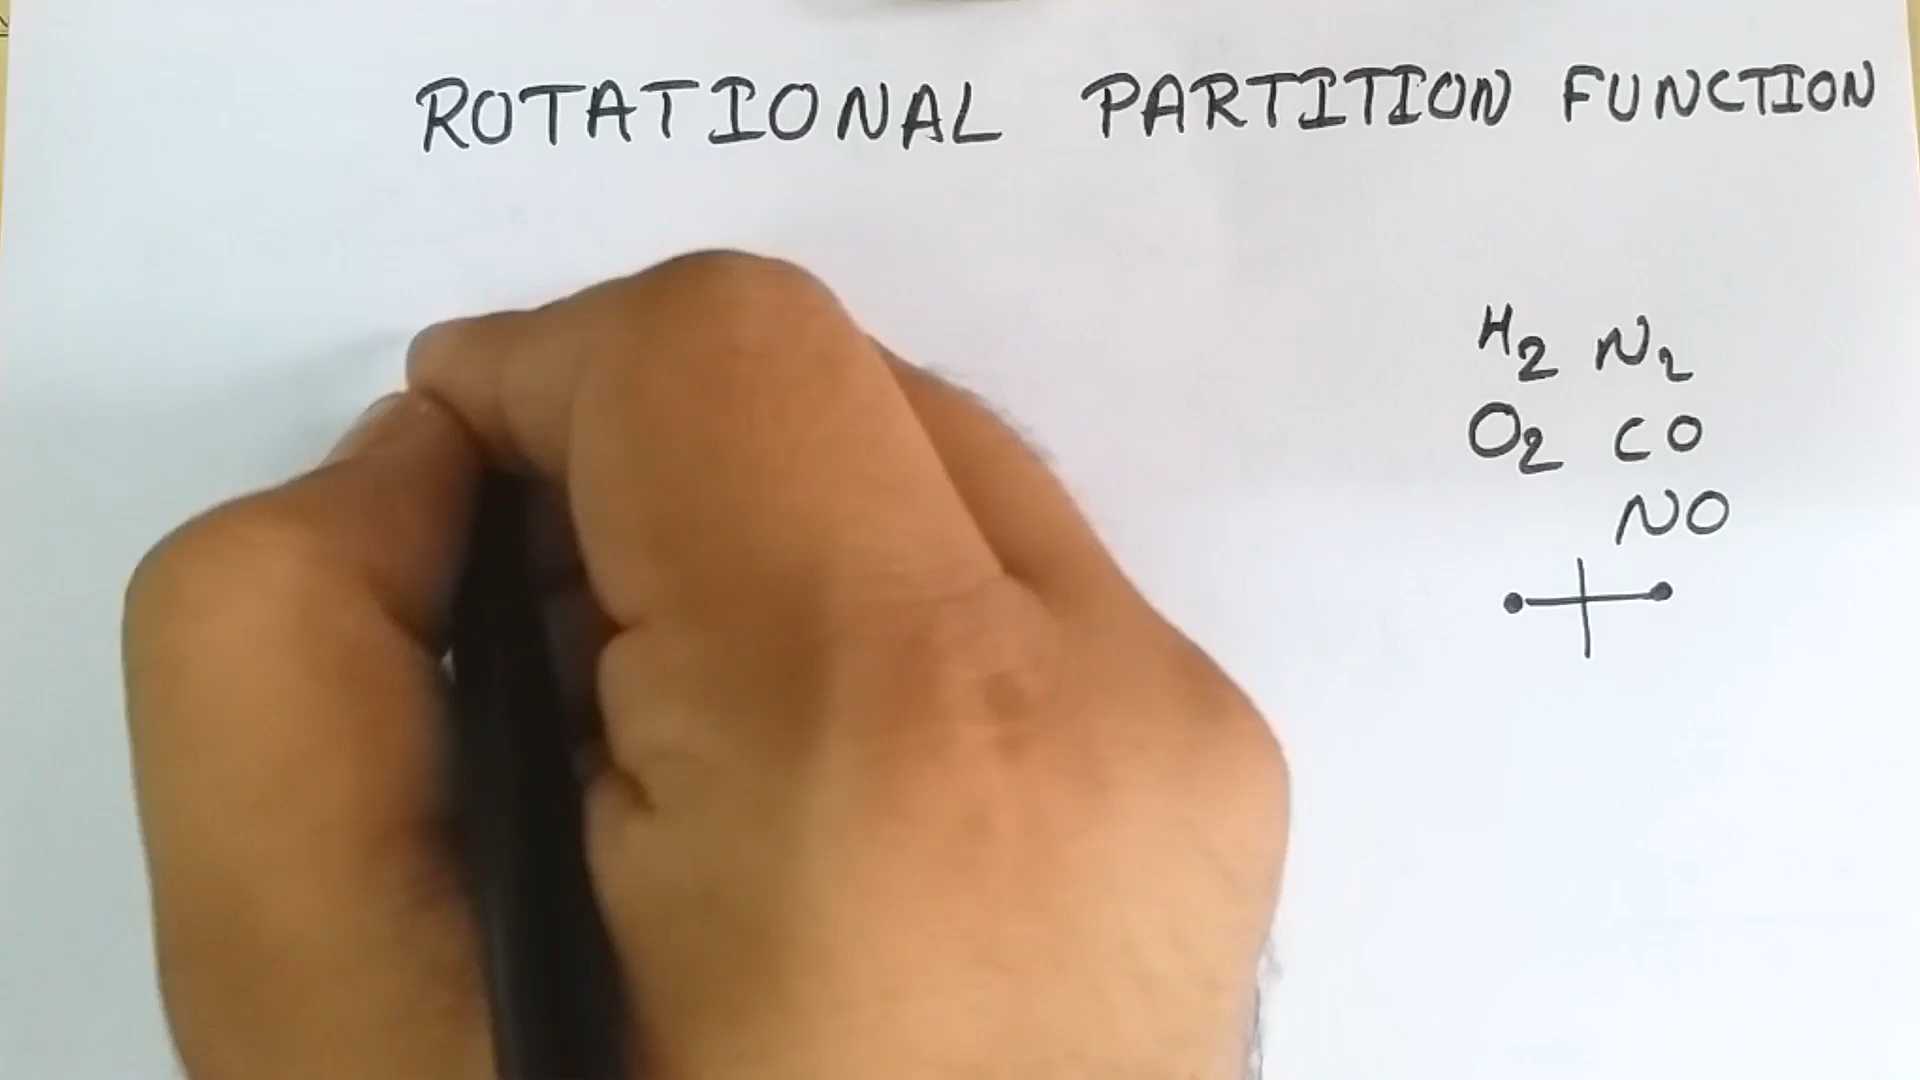 ROTATIONAL PARTITION FUNCTION
H₂ N₂
O₂ CO
NO